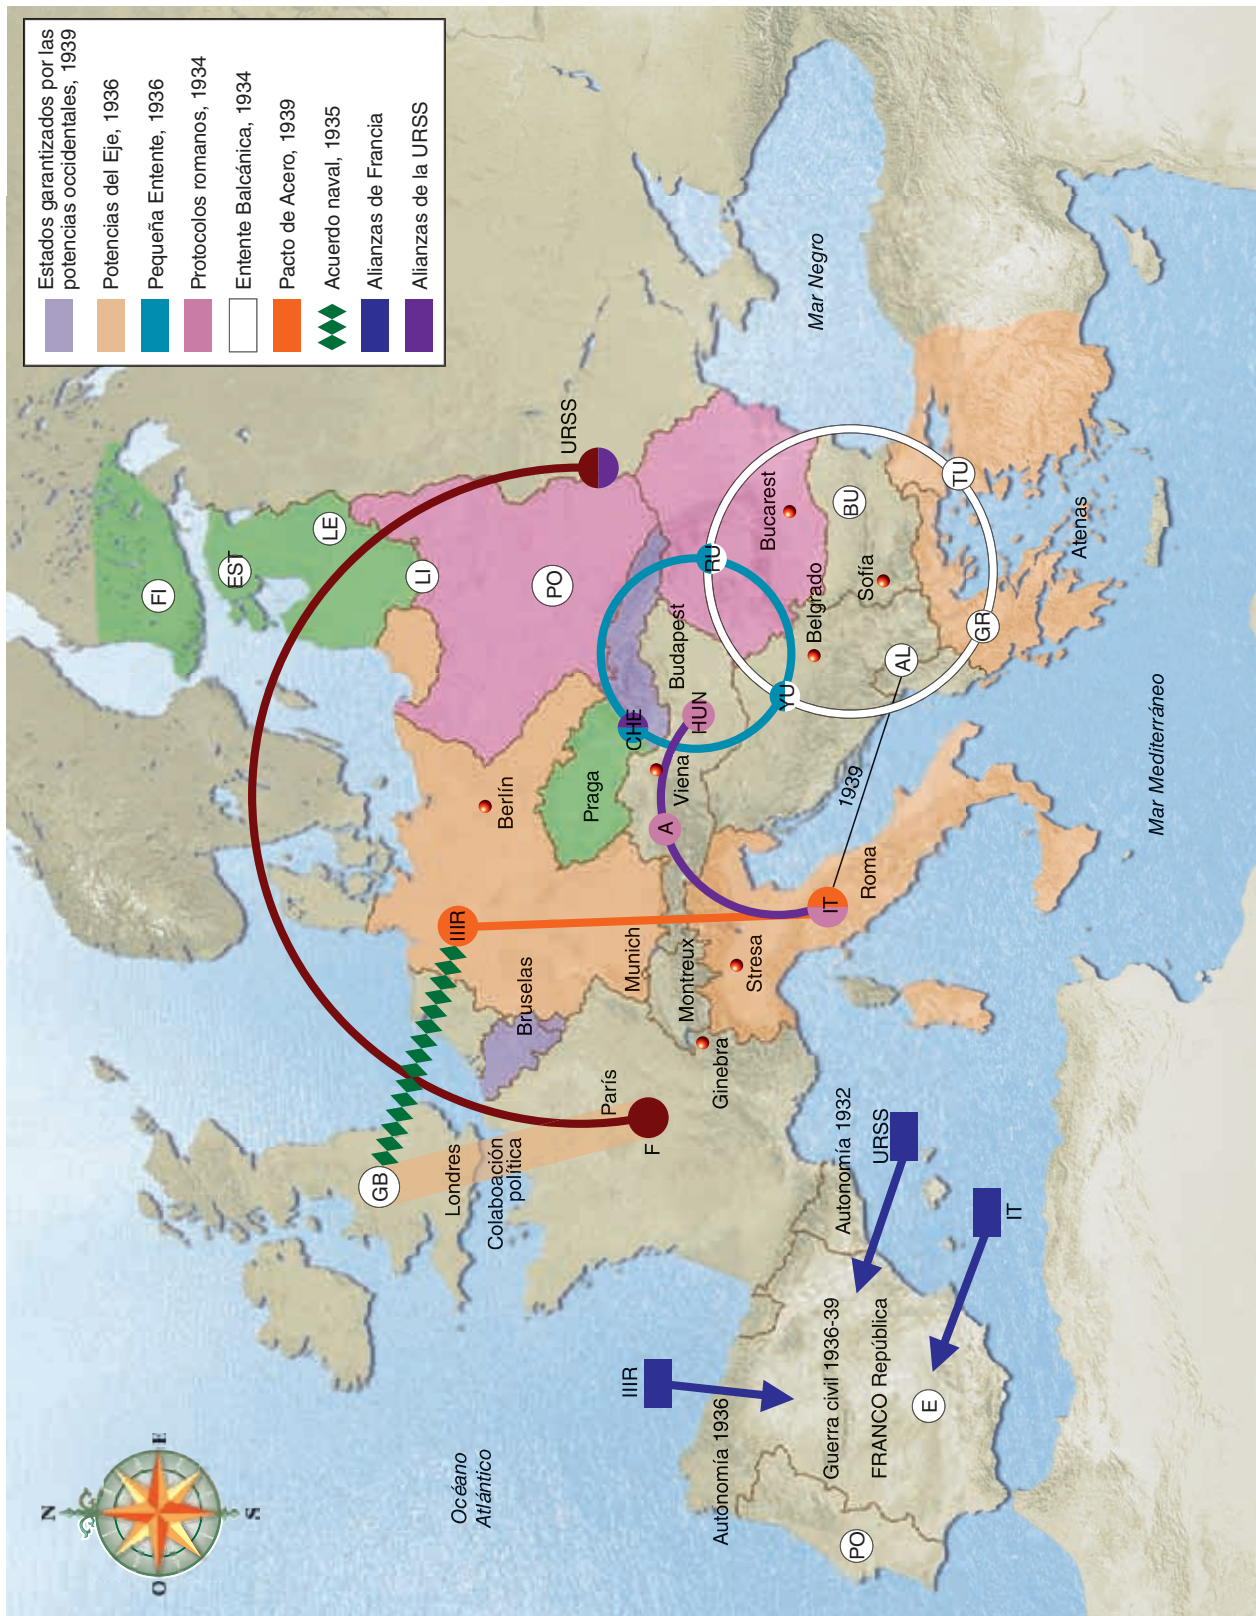 Estados garantizados por las
potencias occidentales, 1939
Potencias del Eje, 1936
Pequeña Entente, 1936
Protocolos romanos, 1934
Entente Balcánica, 1934
Pacto de Acero, 1939
Acuerdo naval, 1935
Alianzas de Francia
Alianzas de la URSS
N
E
S
O
FI
EST
LE
LI
PO
URSS
Berlín
Praga
IIIR
Bruselas
Munich
GB
Londres
Colaboación
política
París
F
CHE
Budapest
HUN
Viena
A
RU
YU
Bucarest
BU
Belgrado
Sofía
AL
TU
GR
Atenas
Mar Negro
Montreux
Ginebra
Stresa
IT
Roma
1939
Mar Mediterráneo
Océano
Atlántico
IIIR
Autonomía 1936
Autonomía 1932
URSS
IT
Guerra civil 1936-39
FRANCO República
E
PO